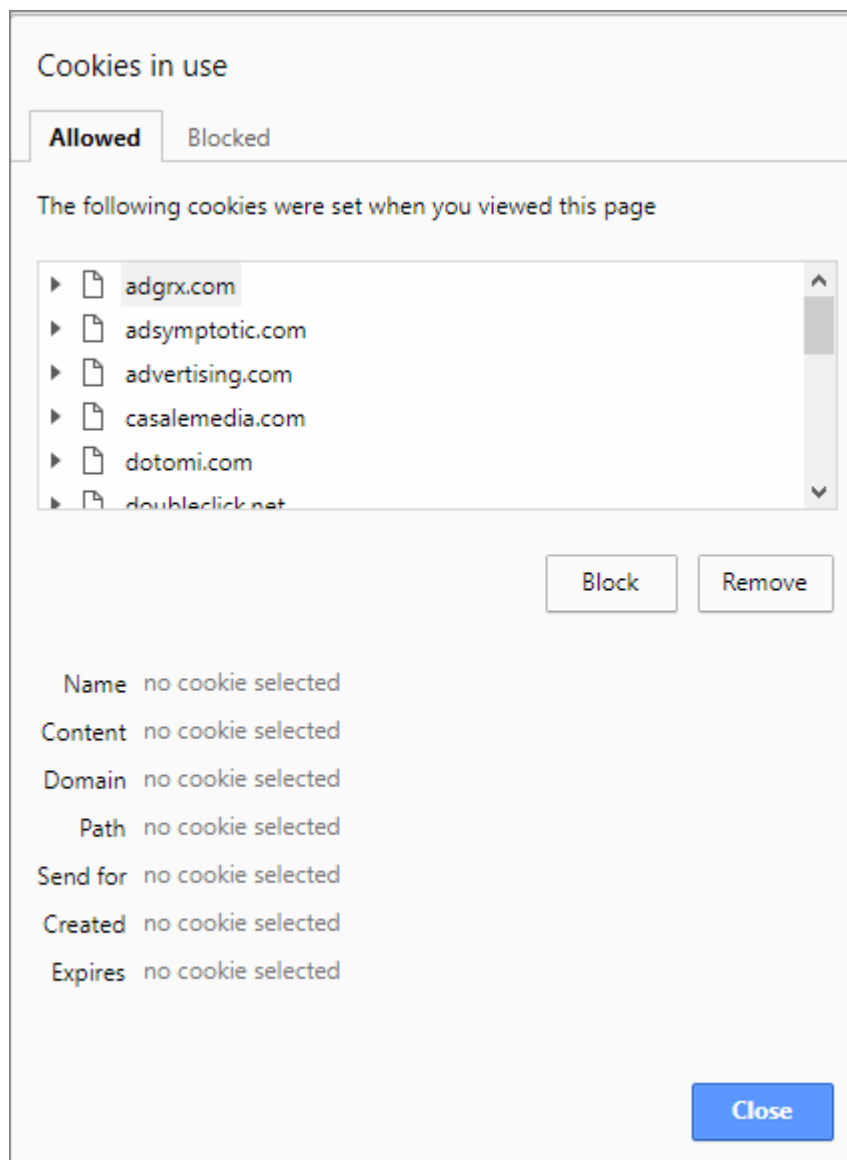 Cookies in use
Allowed Blocked
The following cookies were set when you viewed this page
adgrx.com
adsymptotic.com
advertising.com
casalemedia.com
dotomi.com
doubleclick.net
Block Remove
Name no cookie selected
Content no cookie selected
Domain no cookie selected
Path no cookie selected
Send for no cookie selected
Created no cookie selected
Expires no cookie selected
Close